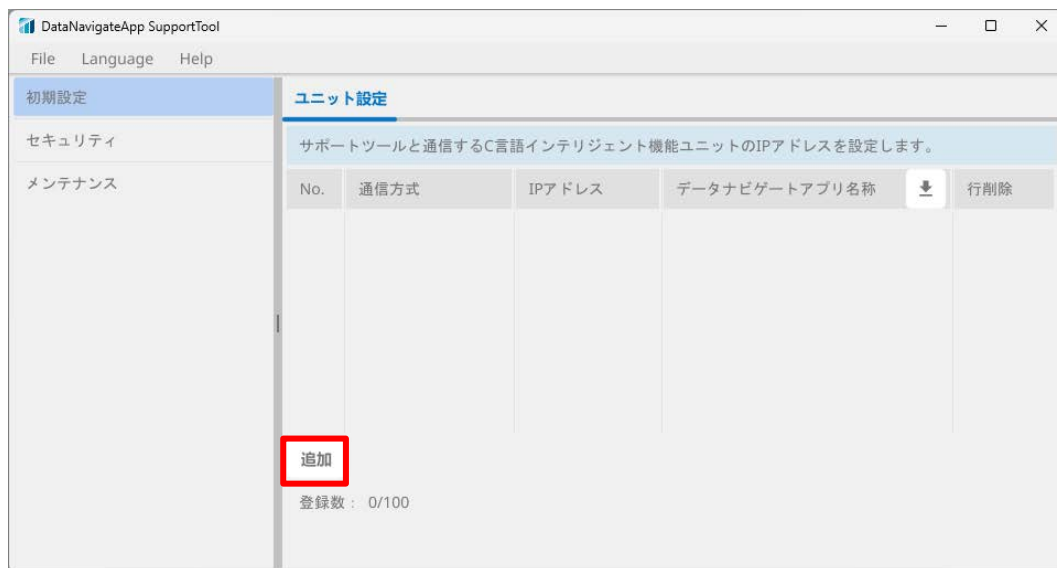 DataNavigateApp SupportTool
File Language Help
初期設定
セキュリティ
メンテナンス
ユニット設定
サポートツールと通信するC言語インテリジェント機能ユニットのIPアドレスを設定します。
No. 通信方式 IPアドレス データナビゲートアプリ名称 行削除
追加
登録数 : 0/100